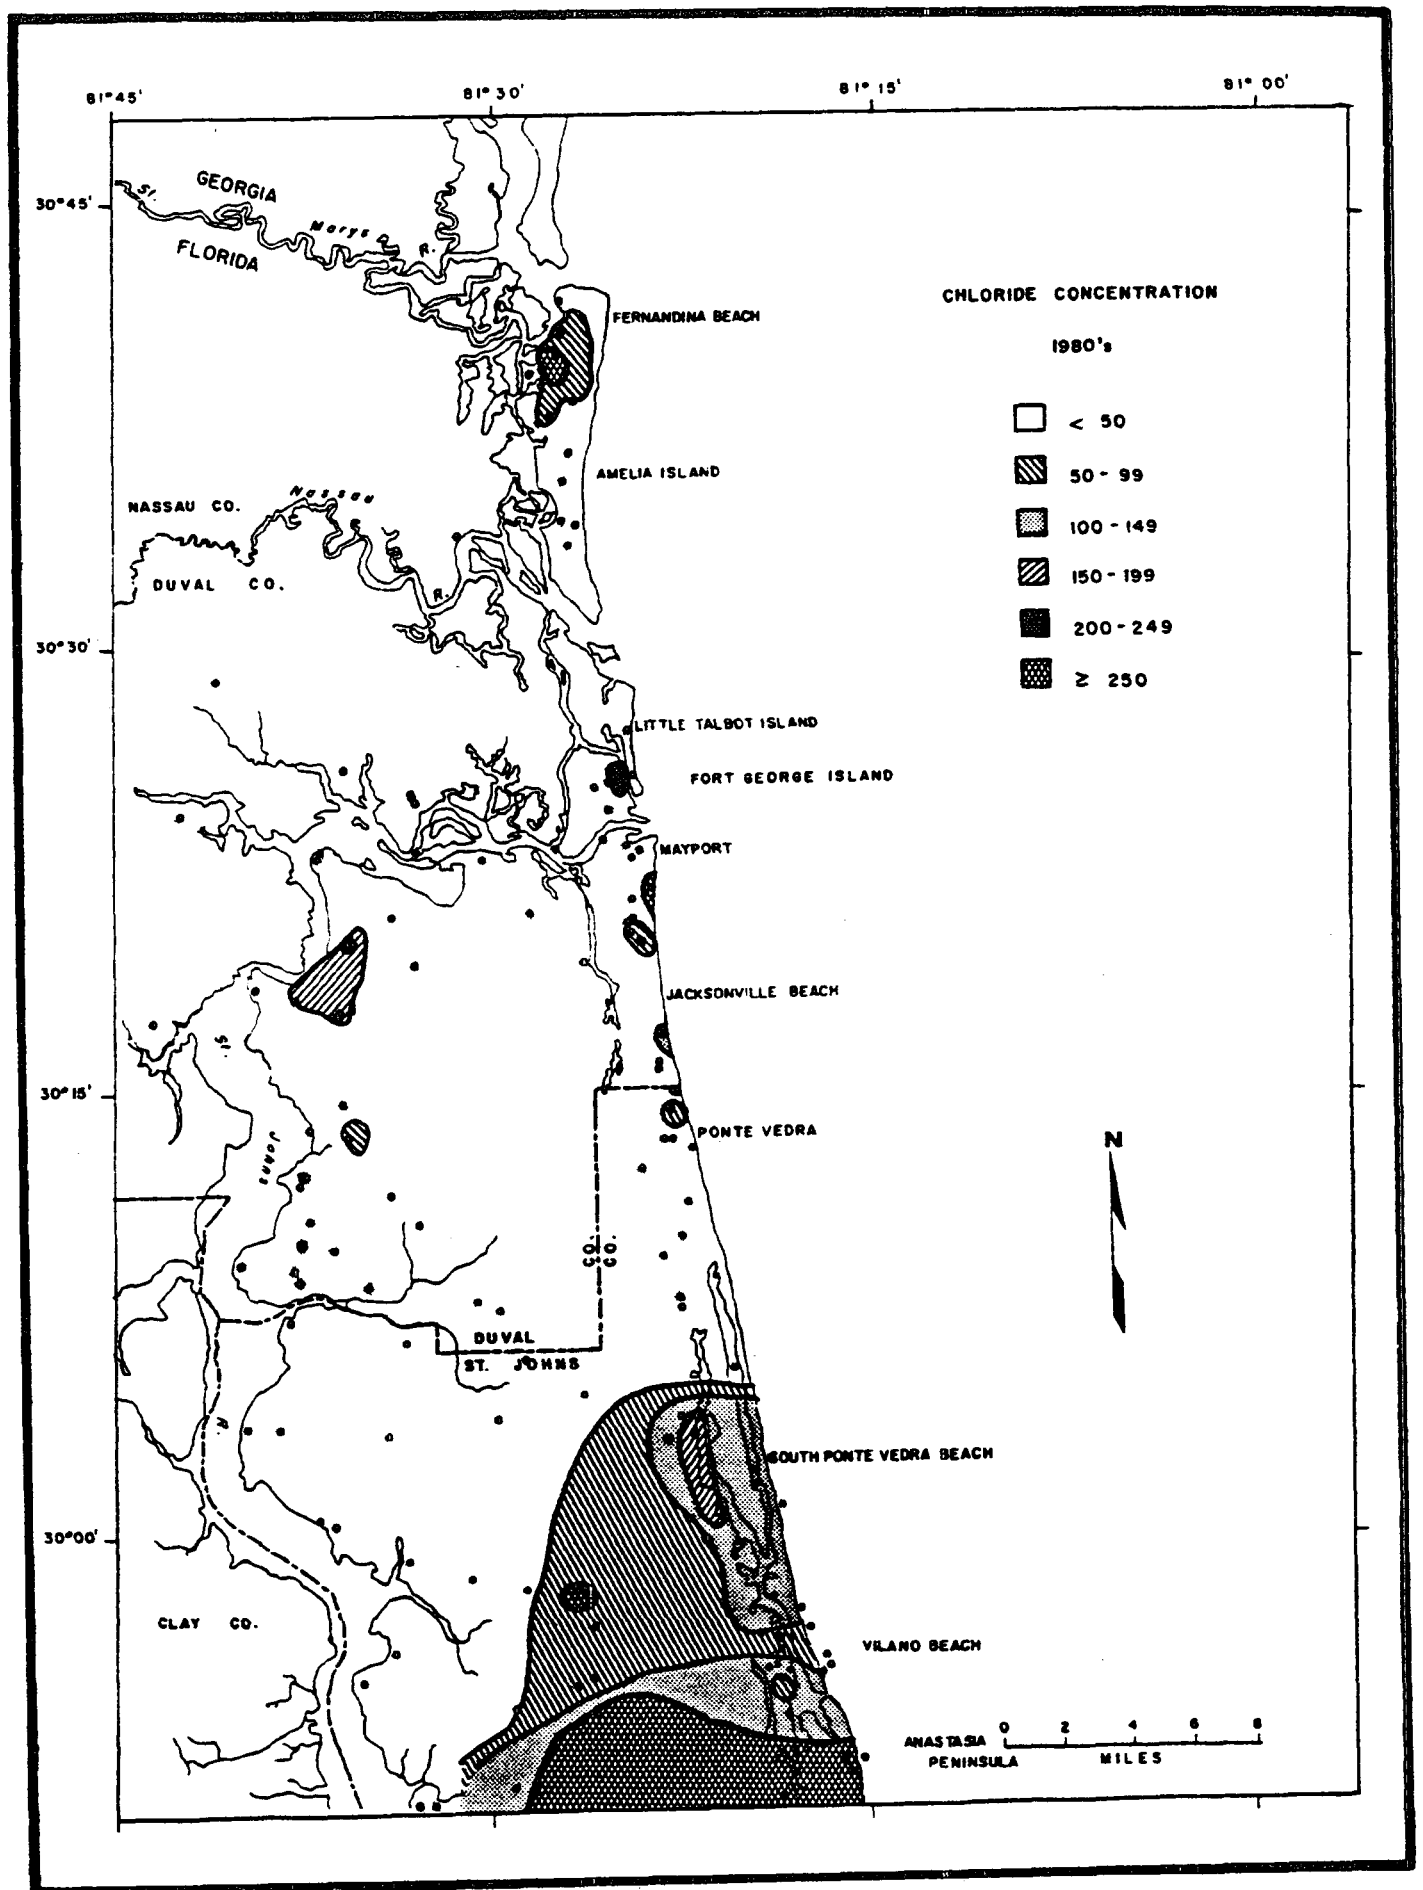 81°45'
81°30'
81°15'
81°00'
30°45'
GEORGIA
St. Marys R.
FLORIDA
CHLORIDE CONCENTRATION
1980's
FERNANDINA BEACH
< 50
50 - 99
100 - 149
150 - 199
200 - 249
≥ 250
AMELIA ISLAND
NASSAU CO.
Nassau R.
DUVAL CO.
30°30'
LITTLE TALBOT ISLAND
FORT GEORGE ISLAND
MAYPORT
JACKSONVILLE BEACH
30°15'
St. Johns R.
PONTE VEDRA
N
CO.
CO.
DUVAL
ST. JOHNS
SOUTH PONTE VEDRA BEACH
30°00'
CLAY CO.
VILANO BEACH
ANASTASIA
PENINSULA
0 2 4 6 8
MILES